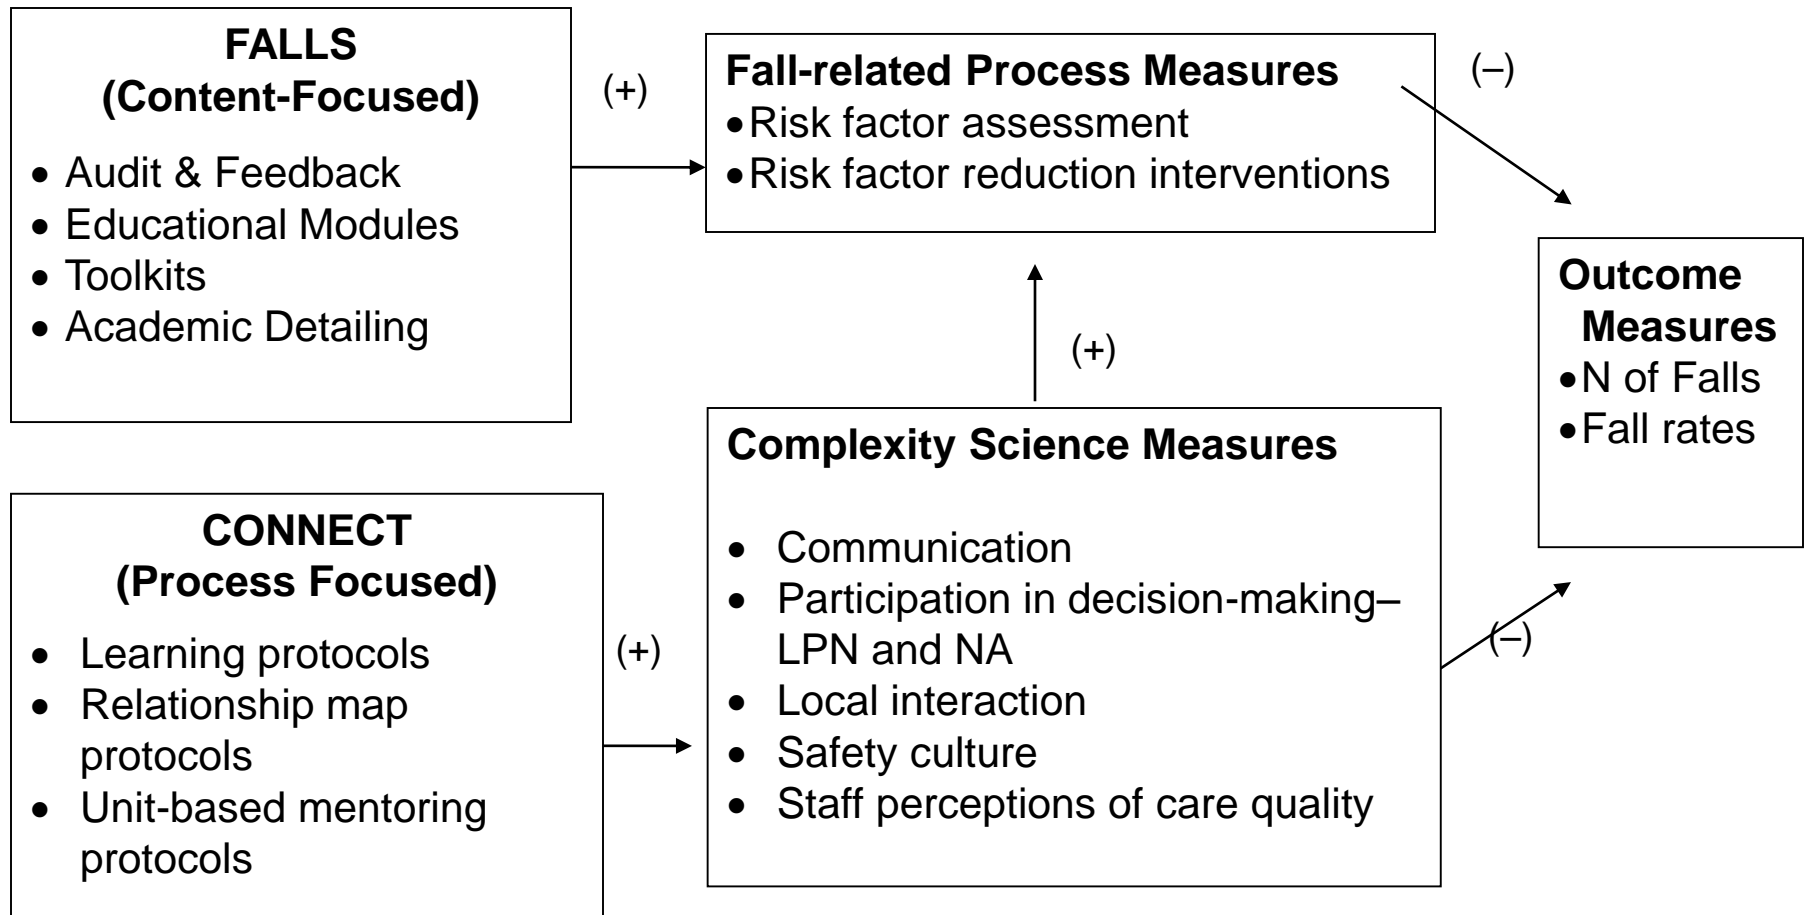 FALLS
(Content-Focused)
• Audit & Feedback
• Educational Modules
• Toolkits
• Academic Detailing
(+)
Fall-related Process Measures
•Risk factor assessment
•Risk factor reduction interventions
(–)
Outcome
Measures
•N of Falls
•Fall rates
(+)
CONNECT
(Process Focused)
• Learning protocols
• Relationship map
protocols
• Unit-based mentoring
protocols
(+)
Complexity Science Measures
• Communication
• Participation in decision-making–
LPN and NA
• Local interaction
• Safety culture
• Staff perceptions of care quality
(–)